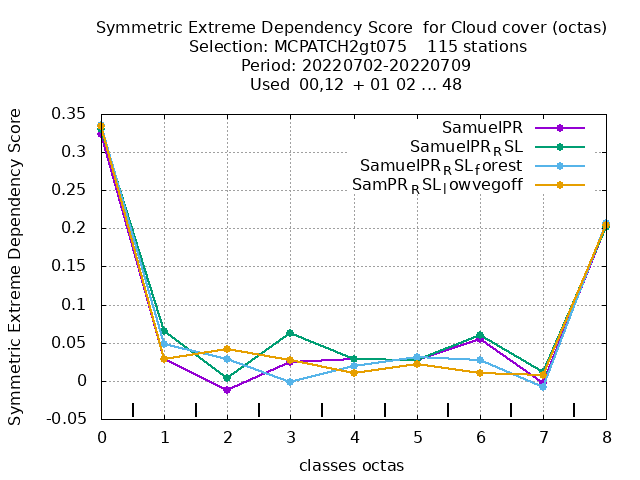 Symmetric Extreme Dependency Score  for Cloud cover (octas)
Selection: MCPATCH2gt075    115 stations
Period: 20220702-20220709
Used  00,12  + 01 02 ... 48
Symmetric Extreme Dependency Score
0.35
0.3
0.25
0.2
0.15
0.1
0.05
0
-0.05
SamuelPR
SamuelPR_RSL
SamuelPR_RSL_forest
SamPR_RSL_lowvegoff
0 1 2 3 4 5 6 7 8
classes octas